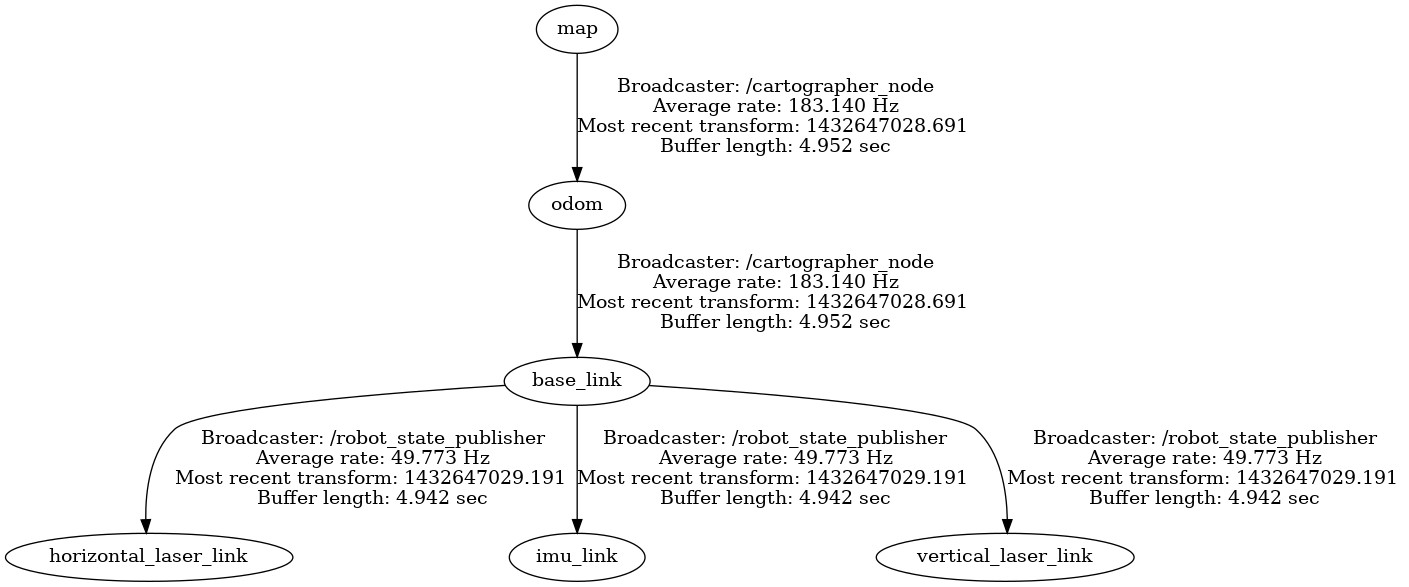 map
Broadcaster: /cartographer_node
Average rate: 183.140 Hz
Most recent transform: 1432647028.691
Buffer length: 4.952 sec
odom
Broadcaster: /cartographer_node
Average rate: 183.140 Hz
Most recent transform: 1432647028.691
Buffer length: 4.952 sec
base_link
Broadcaster: /robot_state_publisher
Average rate: 49.773 Hz
Most recent transform: 1432647029.191
Buffer length: 4.942 sec
Broadcaster: /robot_state_publisher
Average rate: 49.773 Hz
Most recent transform: 1432647029.191
Buffer length: 4.942 sec
Broadcaster: /robot_state_publisher
Average rate: 49.773 Hz
Most recent transform: 1432647029.191
Buffer length: 4.942 sec
horizontal_laser_link
imu_link
vertical_laser_link